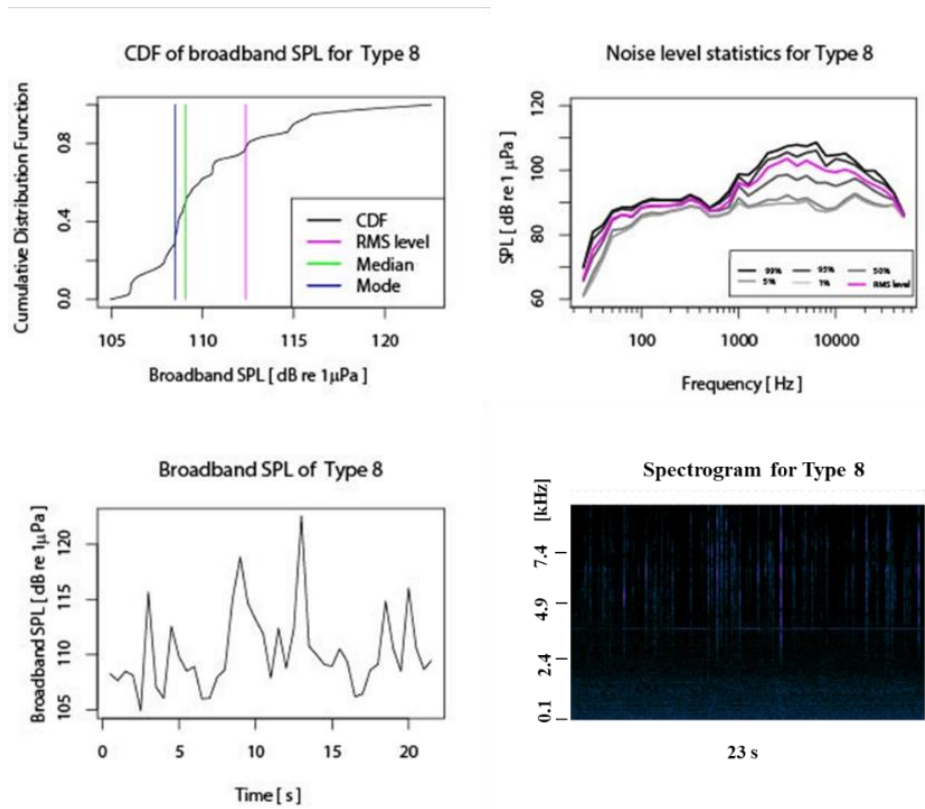 CDF of broadband SPL for Type 8
Cumulative Distribution Function
0.8
0.4
0.0
CDF
RMS level
Median
Mode
105 110 115 120
Broadband SPL [ dB re 1μPa ]
Noise level statistics for Type 8
SPL [ dB re 1 μPa ]
120
100
80
60
99% 95% 50%
5% 1% RMS level
100 1000 10000
Frequency [ Hz ]
Broadband SPL of Type 8
Broadband SPL [ dB re 1μPa ]
120
115
110
105
0 5 10 15 20
Time [ s ]
Spectrogram for Type 8
[kHz]
7.4
4.9
2.4
0.1
23 s